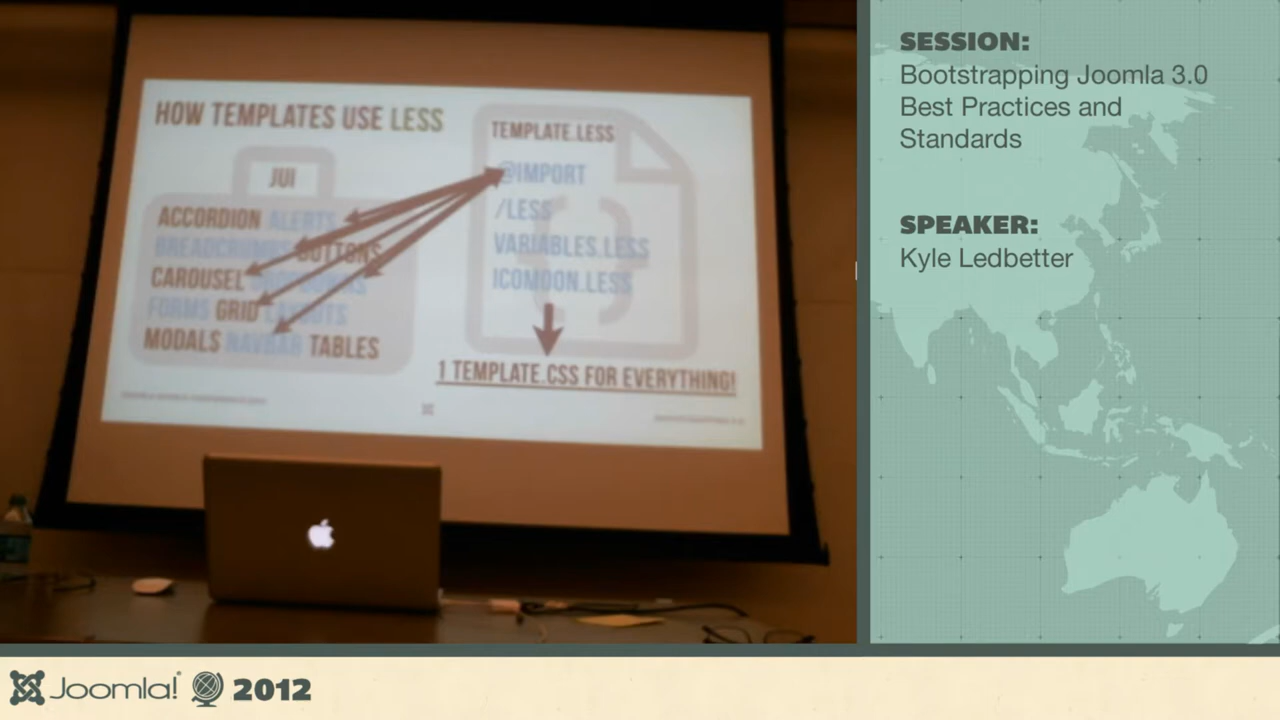 HOW TEMPLATES USE LESS
JUI
ACCORDION ALERTS
BREADCRUMBS BUTTONS
CAROUSEL
FORMS GRID LAYOUTS
MODALS NAVBAR TABLES
TEMPLATE.LESS
@IMPORT
/LESS
VARIABLES.LESS
ICOMOON.LESS
1 TEMPLATE.CSS FOR EVERYTHING!
SESSION:
Bootstrapping Joomla 3.0
Best Practices and
Standards
SPEAKER:
Kyle Ledbetter
Joomla! 2012